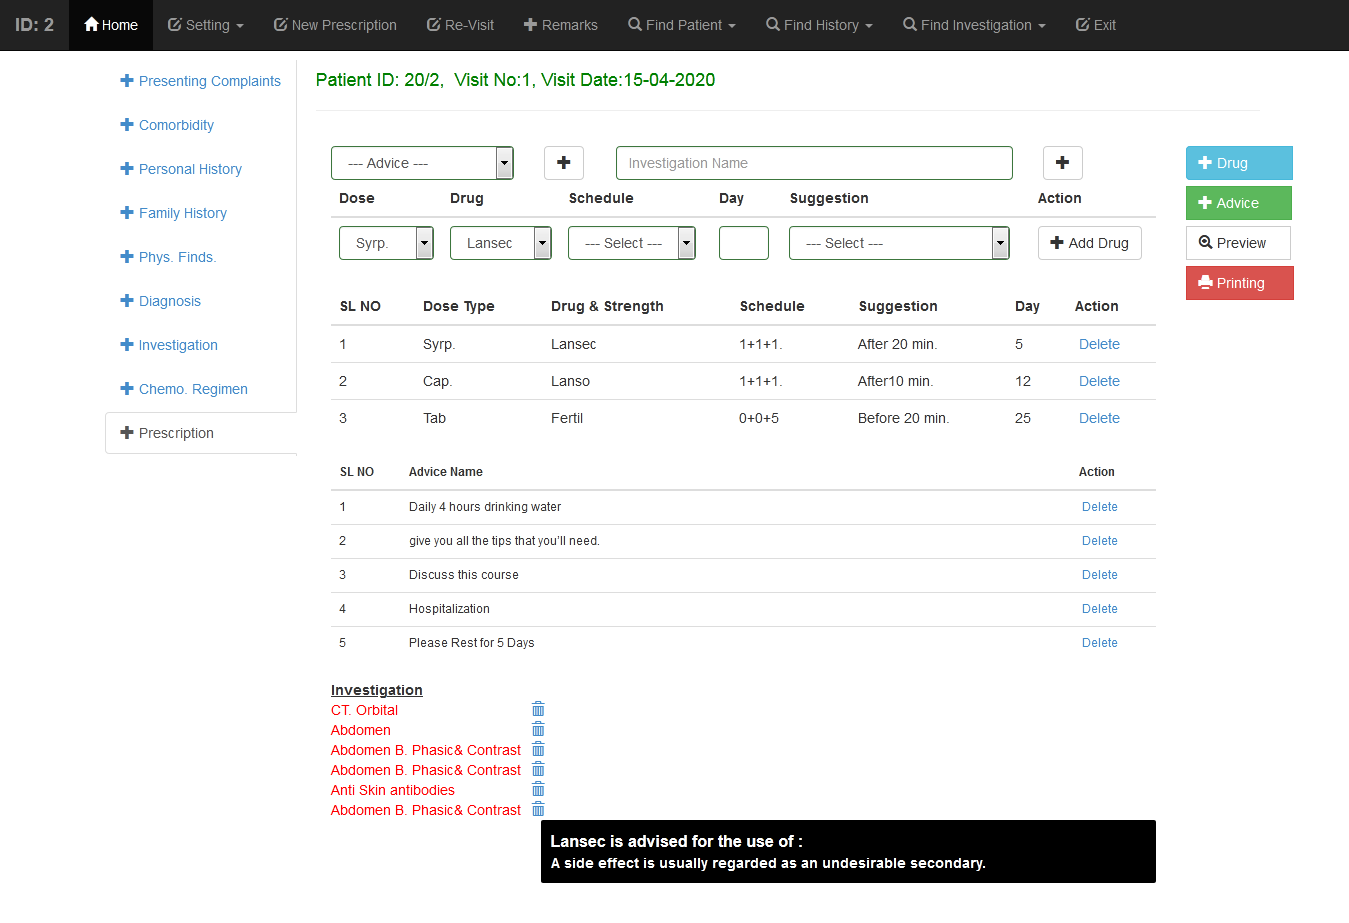 ID: 2 Home Setting New Prescription Re-Visit Remarks Find Patient Find History Find Investigation Exit
Presenting Complaints
Comorbidity
Personal History
Family History
Phys. Finds.
Diagnosis
Investigation
Chemo. Regimen
Prescription
Patient ID: 20/2, Visit No:1, Visit Date:15-04-2020
--- Advice --- Investigation Name
Dose Drug Schedule Day Suggestion Action
Syrp. Lansec --- Select --- --- Select --- Add Drug
SL NO Dose Type Drug & Strength Schedule Suggestion Day Action
1 Syrp. Lansec 1+1+1. After 20 min. 5 Delete
2 Cap. Lanso 1+1+1. After10 min. 12 Delete
3 Tab Fertil 0+0+5 Before 20 min. 25 Delete
SL NO Advice Name Action
1 Daily 4 hours drinking water Delete
2 give you all the tips that you’ll need. Delete
3 Discuss this course Delete
4 Hospitalization Delete
5 Please Rest for 5 Days Delete
Investigation
CT. Orbital
Abdomen
Abdomen B. Phasic& Contrast
Abdomen B. Phasic& Contrast
Anti Skin antibodies
Abdomen B. Phasic& Contrast
Lansec is advised for the use of :
A side effect is usually regarded as an undesirable secondary.
Drug
Advice
Preview
Printing